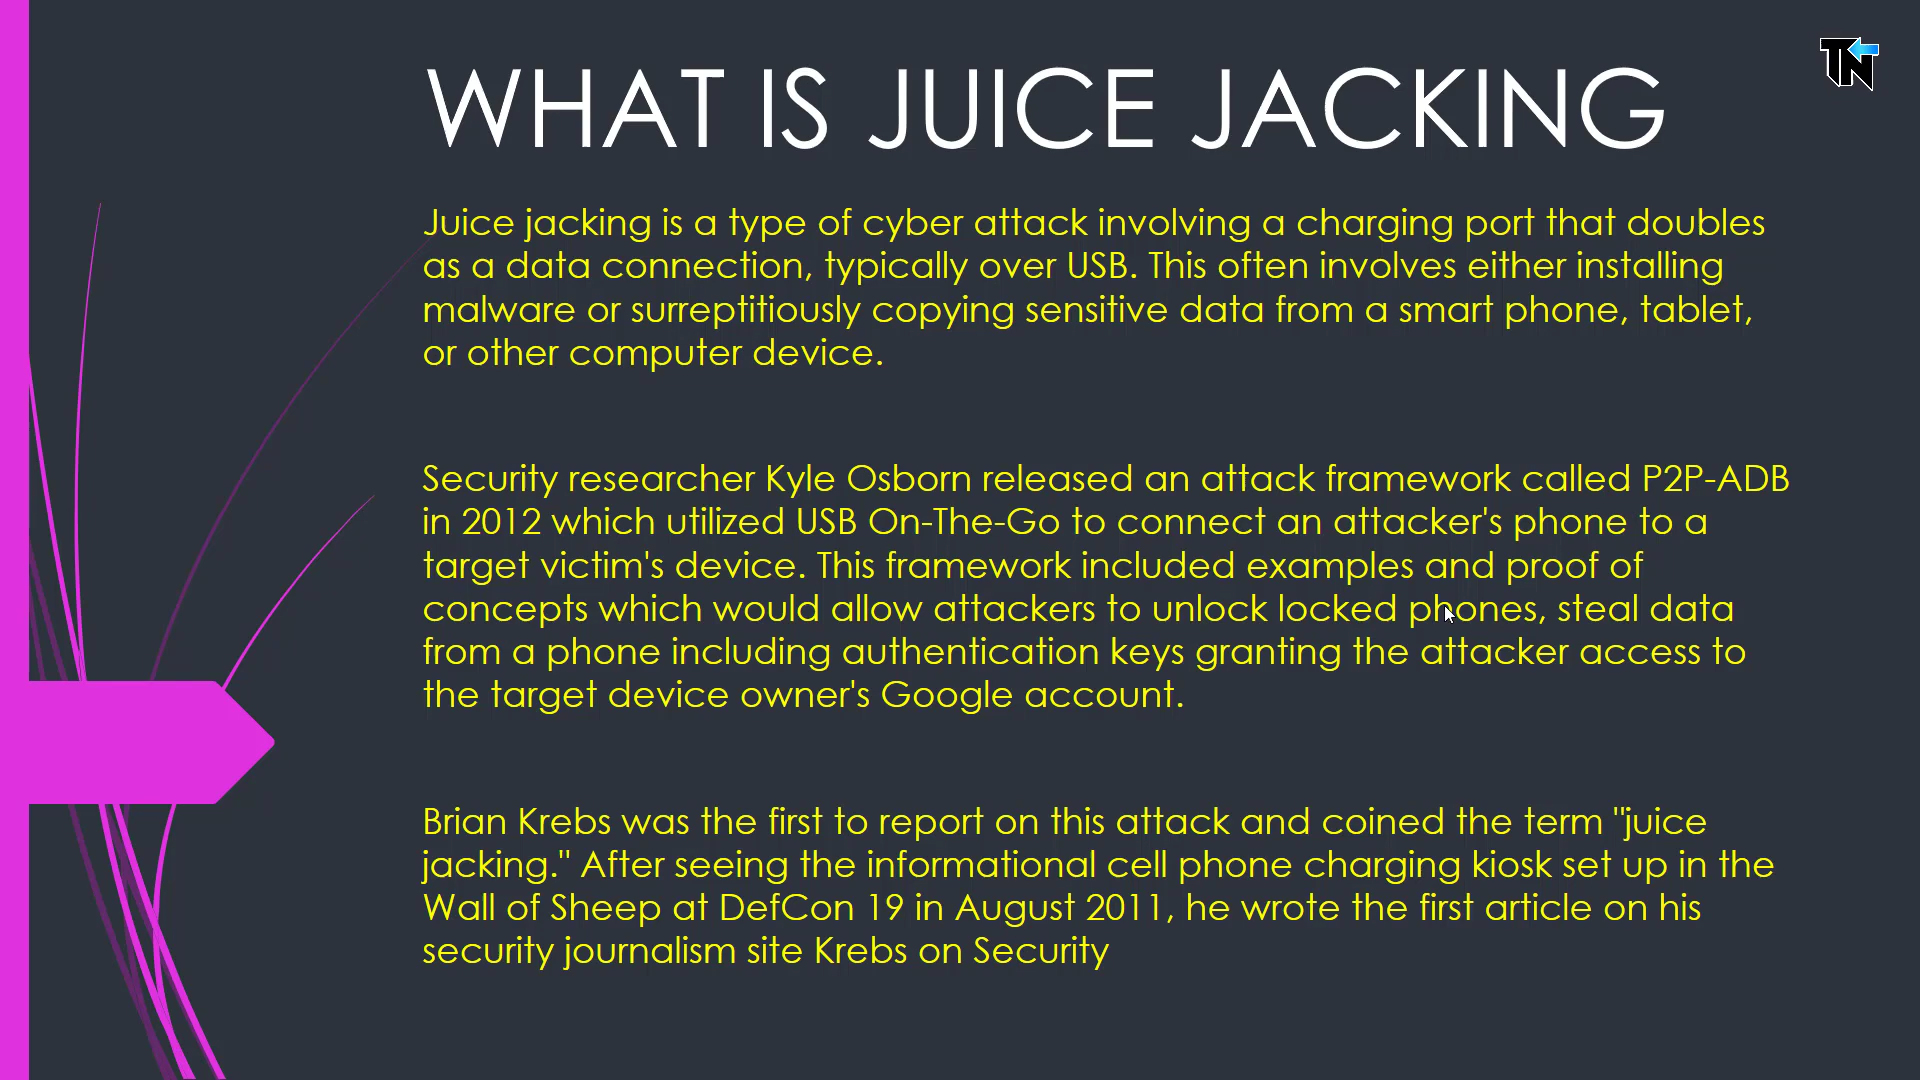 WHAT IS JUICE JACKING
TN
Juice jacking is a type of cyber attack involving a charging port that doubles
as a data connection, typically over USB. This often involves either installing
malware or surreptitiously copying sensitive data from a smart phone, tablet,
or other computer device.
Security researcher Kyle Osborn released an attack framework called P2P-ADB
in 2012 which utilized USB On-The-Go to connect an attacker's phone to a
target victim's device. This framework included examples and proof of
concepts which would allow attackers to unlock locked phones, steal data
from a phone including authentication keys granting the attacker access to
the target device owner's Google account.
Brian Krebs was the first to report on this attack and coined the term "juice
jacking." After seeing the informational cell phone charging kiosk set up in the
Wall of Sheep at DefCon 19 in August 2011, he wrote the first article on his
security journalism site Krebs on Security